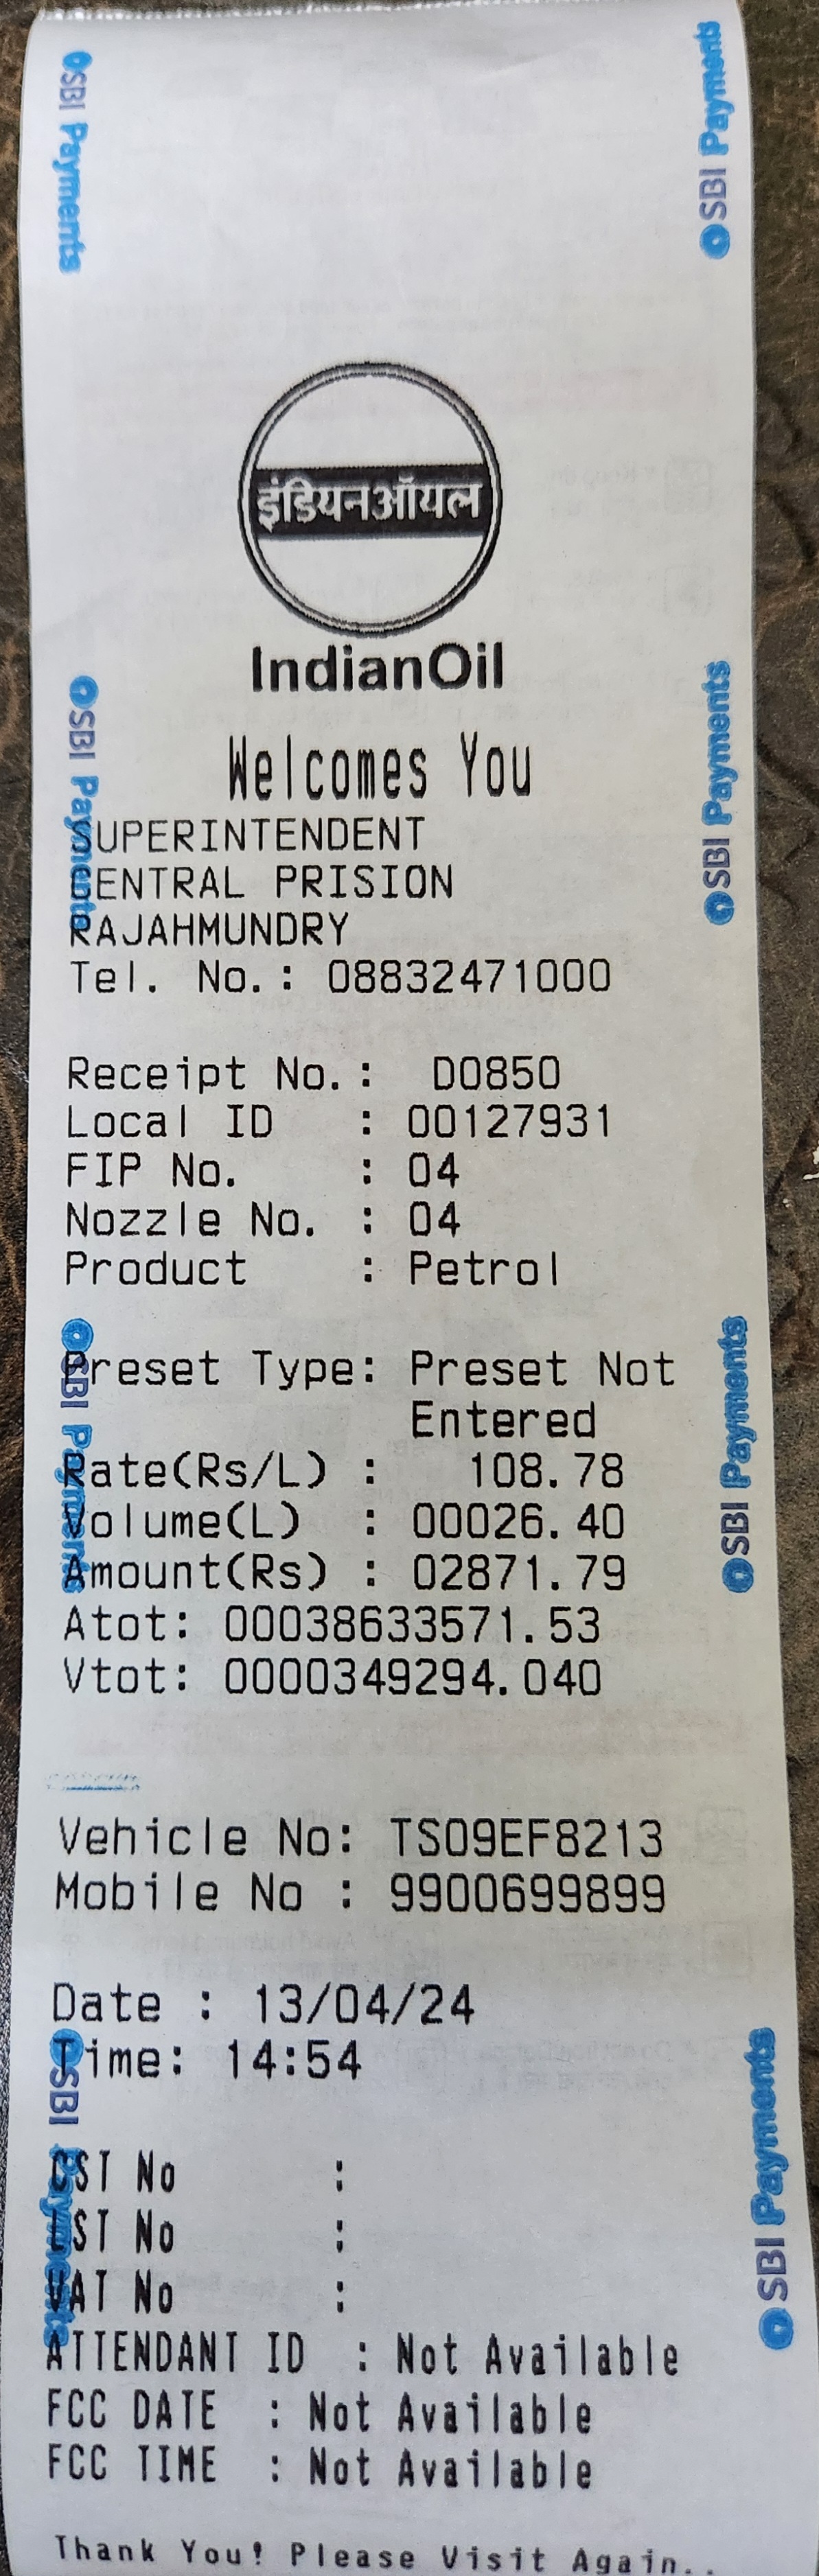 इंडियनऑयल
IndianOil
Welcomes You
SUPERINTENDENT
CENTRAL PRISION
RAJAHMUNDRY
Tel. No.: 08832471000
Receipt No.: D0850
Local ID : 00127931
FIP No. : 04
Nozzle No. : 04
Product : Petrol
Preset Type: Preset Not
Entered
Rate(Rs/L) : 108.78
Volume(L) : 00026.40
Amount(Rs) : 02871.79
Atot: 00038633571.53
Vtot: 0000349294.040
Vehicle No: TS09EF8213
Mobile No : 9900699899
Date : 13/04/24
Time: 14:54
CST No :
LST No :
VAT No :
ATTENDANT ID : Not Available
FCC DATE : Not Available
FCC TIME : Not Available
Thank You! Please Visit Again..
SBI Payments
SBI Payments
SBI Payments
SBI Payments
SBI Payments
SBI Payments
SBI Payments
SBI Payments